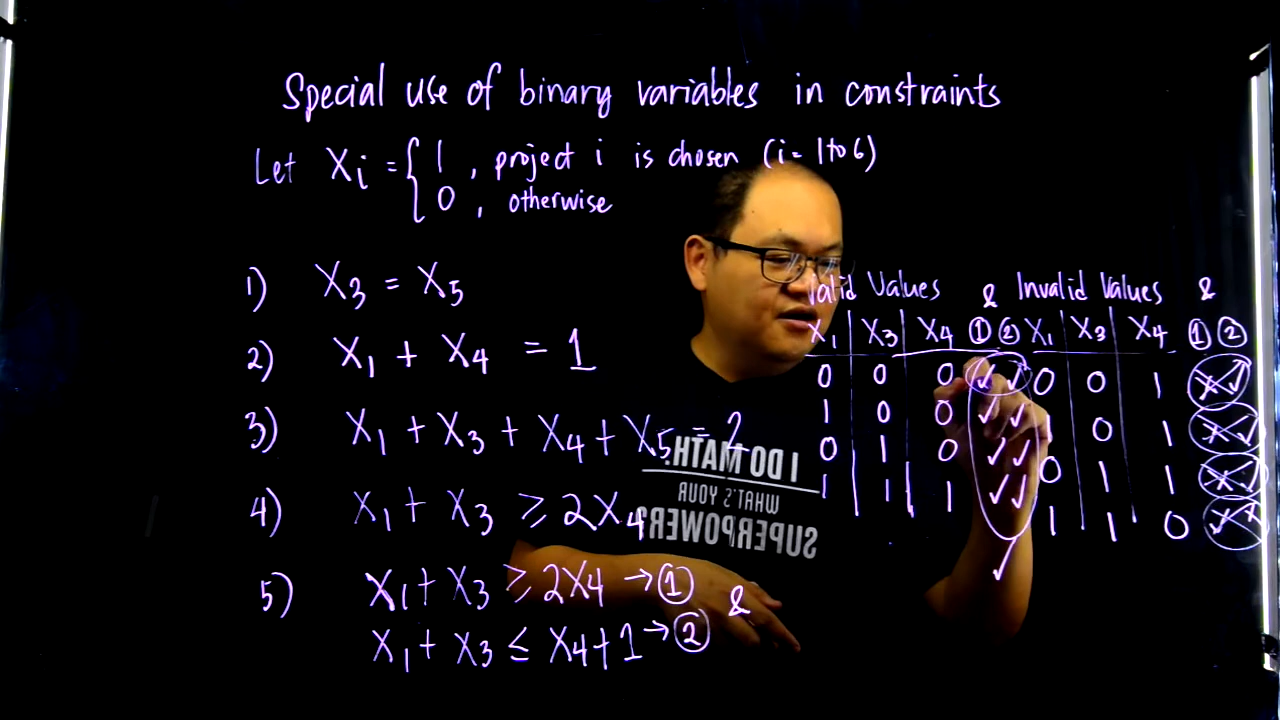 Special use of binary variables in constraints
Let Xi = { 1 , project i is chosen (i = 1 to 6)
0 , otherwise
1) X3 = X5
2) X1 + X4 = 1
3) X1 + X3 + X4 + X5 = 2
4) X1 + X3 ≥ 2X4
5) X1 + X3 ≥ 2X4 → ① &
X1 + X3 ≤ X4 + 1 → ②
Valid Values & Invalid Values &
X1 X3 X4 ① ② X1 X3 X4 ① ②
0 0 0 ✓ ✓ 0 0 1 ✗ ✓
1 0 0 ✓ ✓ 1 0 1 ✗ ✓
0 1 0 ✓ ✓ 0 1 1 ✗ ✓
1 1 1 ✓ ✓ 1 1 0 ✓ ✗
✓
I DO MATH.
WHAT'S YOUR
SUPERPOWER?